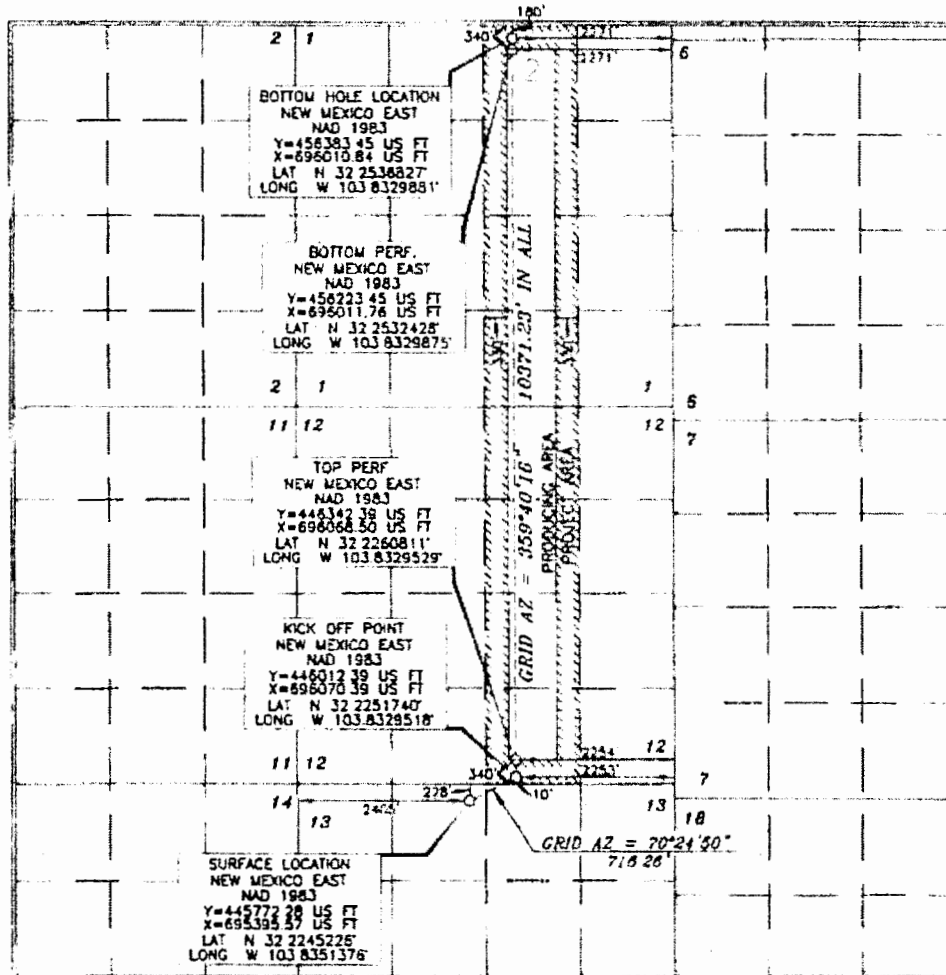 180'
2 1
340'
2271'
2271'
6
BOTTOM HOLE LOCATION
NEW MEXICO EAST
NAD 1983
Y=456383.45 US FT
X=696010.84 US FT
LAT N 32.2536827°
LONG W 103.8329881°
BOTTOM PERF.
NEW MEXICO EAST
NAD 1983
Y=456223.45 US FT
X=696011.76 US FT
LAT N 32.2532428°
LONG W 103.8329875°
GRID AZ = 359°40'16" 10371.23' IN ALL
2 1
1 6
11 12
12 7
PRODUCING AREA
PROJECT AREA
TOP PERF
NEW MEXICO EAST
NAD 1983
Y=446342.39 US FT
X=696068.50 US FT
LAT N 32.2260811°
LONG W 103.8329529°
KICK OFF POINT
NEW MEXICO EAST
NAD 1983
Y=446012.39 US FT
X=696070.39 US FT
LAT N 32.2251740°
LONG W 103.8329518°
2254'
12
11 12
340'
2253'
7
228'
10'
14
13
2405'
13
18
GRID AZ = 70°24'50"
716.26'
SURFACE LOCATION
NEW MEXICO EAST
NAD 1983
Y=445772.28 US FT
X=695395.57 US FT
LAT N 32.2245226°
LONG W 103.8351376°